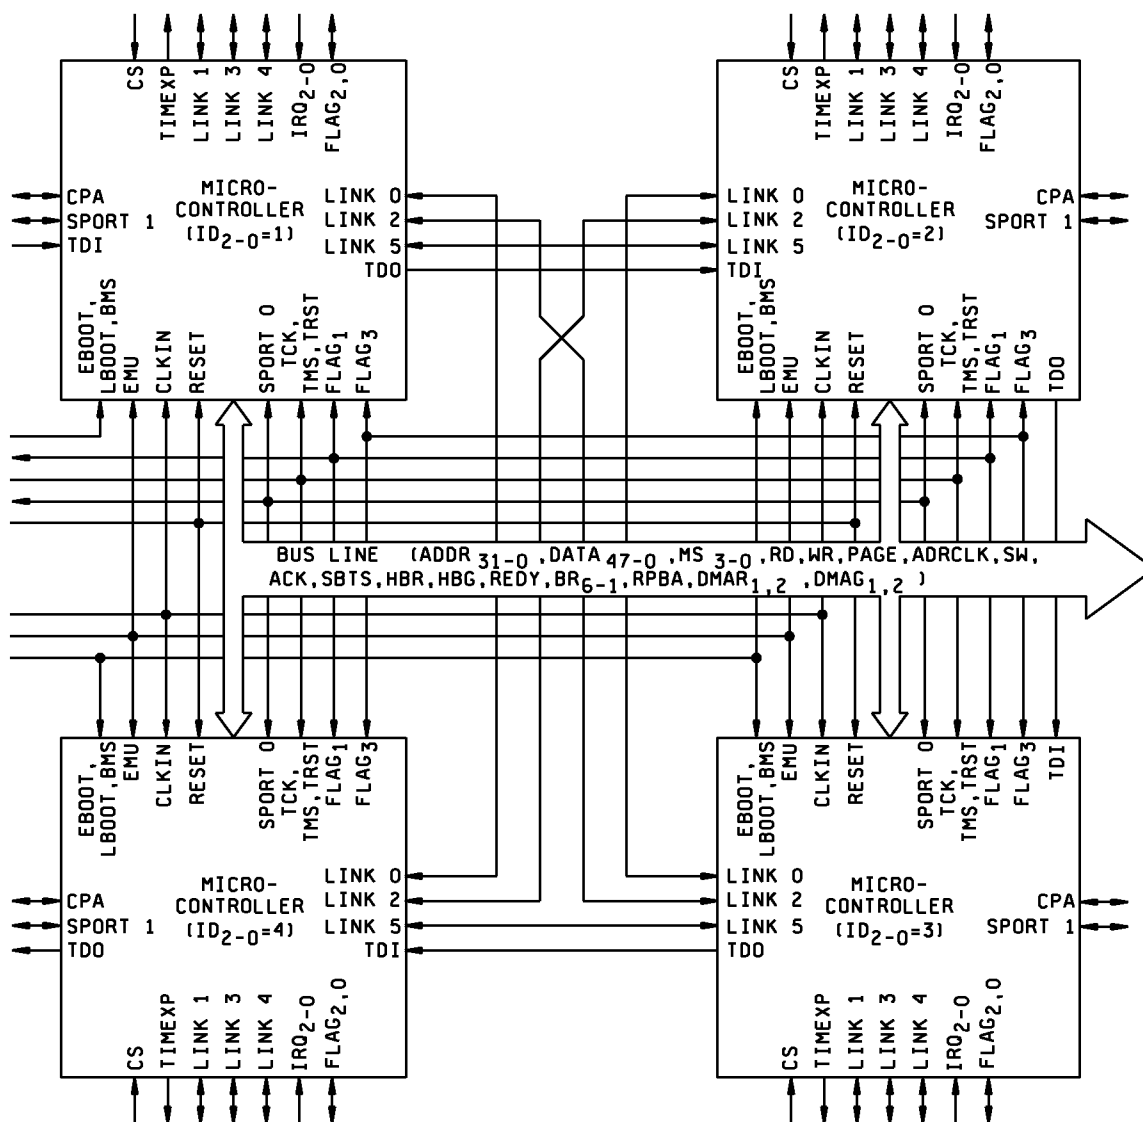 CS TIMEXP LINK 1 LINK 3 LINK 4 IRQ2-0 FLAG2,0
CPA
SPORT 1
TDI
MICRO-
CONTROLLER
(ID2-0=1)
LINK 0
LINK 2
LINK 5
TDO
EBOOT,
LBOOT,BMS
EMU
CLKIN
RESET
SPORT 0
TCK,
TMS,TRST
FLAG1
FLAG3
CS TIMEXP LINK 1 LINK 3 LINK 4 IRQ2-0 FLAG2,0
LINK 0
LINK 2
LINK 5
TDI
MICRO-
CONTROLLER
(ID2-0=2)
CPA
SPORT 1
EBOOT,
LBOOT,BMS
EMU
CLKIN
RESET
SPORT 0
TCK,
TMS,TRST
FLAG1
FLAG3
TDO
BUS LINE (ADDR31-0,DATA47-0,MS3-0,RD,WR,PAGE,ADRCLK,SW,
ACK,SBTS,HBR,HBG,REDY,BR6-1,RPBA,DMAR1,2,DMAG1,2)
EBOOT,
LBOOT,BMS
EMU
CLKIN
RESET
SPORT 0
TCK,
TMS,TRST
FLAG1
FLAG3
CPA
SPORT 1
TDO
MICRO-
CONTROLLER
(ID2-0=4)
LINK 0
LINK 2
LINK 5
TDI
CS TIMEXP LINK 1 LINK 3 LINK 4 IRQ2-0 FLAG2,0
EBOOT,
LBOOT,BMS
EMU
CLKIN
RESET
SPORT 0
TCK,
TMS,TRST
FLAG1
FLAG3
TDI
LINK 0
LINK 2
LINK 5
TDO
MICRO-
CONTROLLER
(ID2-0=3)
CPA
SPORT 1
CS TIMEXP LINK 1 LINK 3 LINK 4 IRQ2-0 FLAG2,0